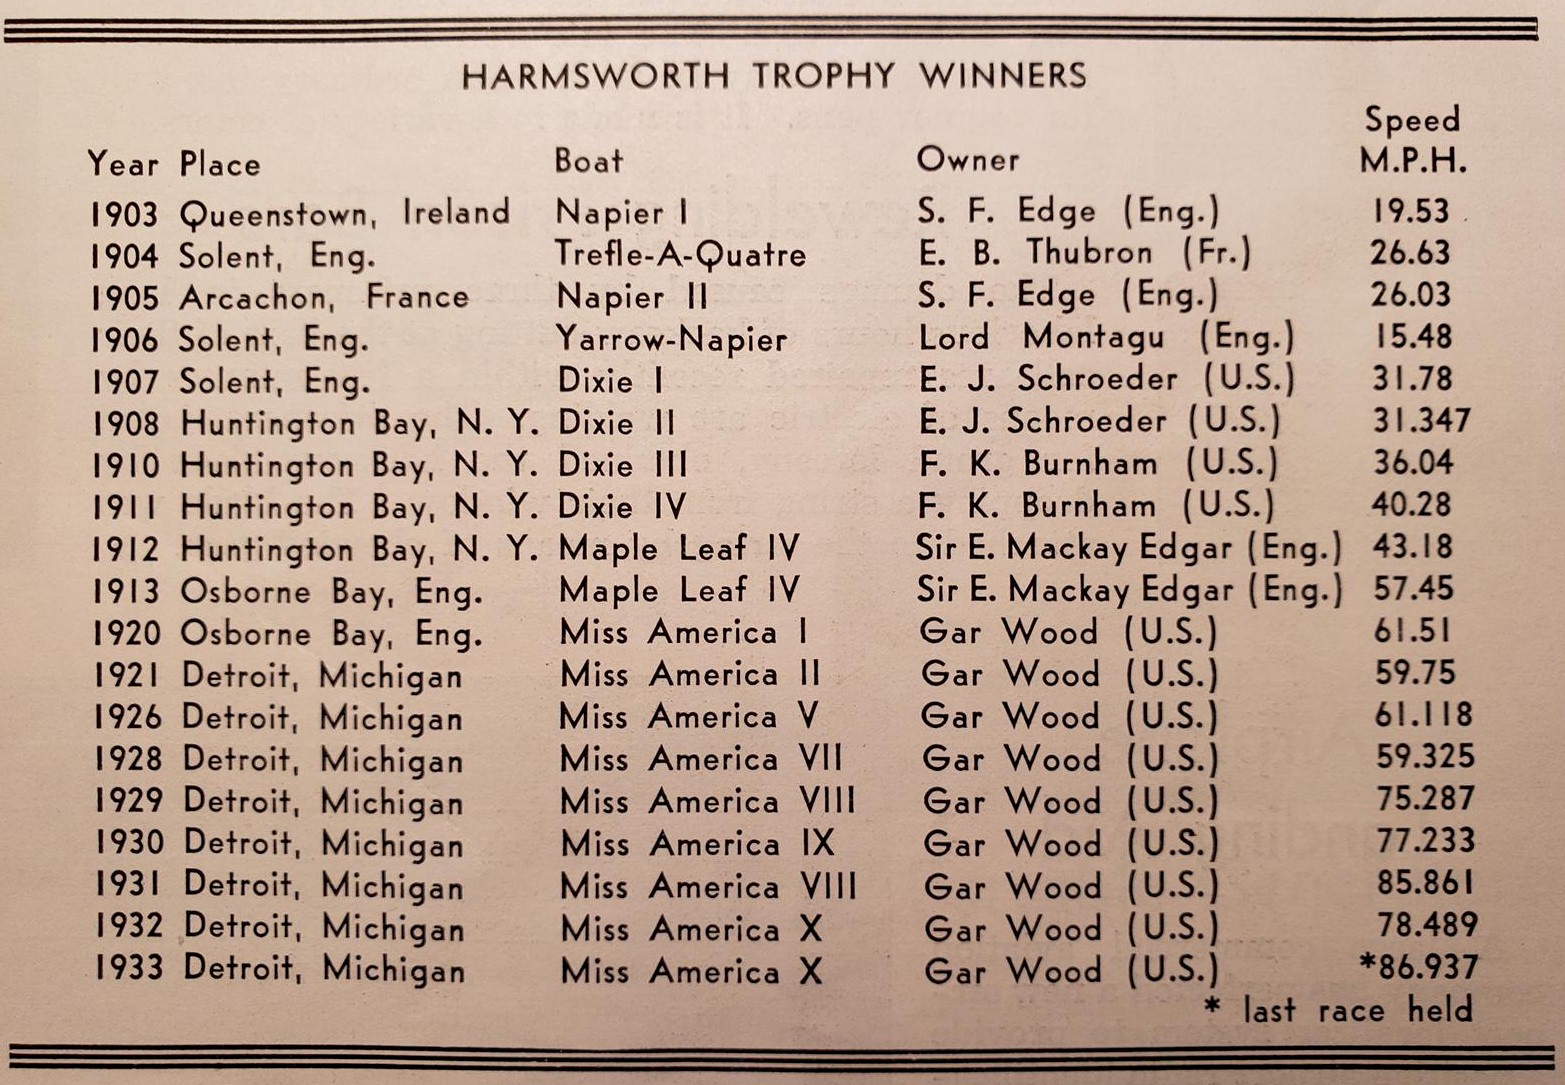 HARMSWORTH TROPHY WINNERS
Speed
Year Place Boat Owner M.P.H.
1903 Queenstown, Ireland Napier I S. F. Edge (Eng.) 19.53
1904 Solent, Eng. Trefle-A-Quatre E. B. Thubron (Fr.) 26.63
1905 Arcachon, France Napier II S. F. Edge (Eng.) 26.03
1906 Solent, Eng. Yarrow-Napier Lord Montagu (Eng.) 15.48
1907 Solent, Eng. Dixie I E. J. Schroeder (U.S.) 31.78
1908 Huntington Bay, N. Y. Dixie II E. J. Schroeder (U.S.) 31.347
1910 Huntington Bay, N. Y. Dixie III F. K. Burnham (U.S.) 36.04
1911 Huntington Bay, N. Y. Dixie IV F. K. Burnham (U.S.) 40.28
1912 Huntington Bay, N. Y. Maple Leaf IV Sir E. Mackay Edgar (Eng.) 43.18
1913 Osborne Bay, Eng. Maple Leaf IV Sir E. Mackay Edgar (Eng.) 57.45
1920 Osborne Bay, Eng. Miss America I Gar Wood (U.S.) 61.51
1921 Detroit, Michigan Miss America II Gar Wood (U.S.) 59.75
1926 Detroit, Michigan Miss America V Gar Wood (U.S.) 61.118
1928 Detroit, Michigan Miss America VII Gar Wood (U.S.) 59.325
1929 Detroit, Michigan Miss America VIII Gar Wood (U.S.) 75.287
1930 Detroit, Michigan Miss America IX Gar Wood (U.S.) 77.233
1931 Detroit, Michigan Miss America VIII Gar Wood (U.S.) 85.861
1932 Detroit, Michigan Miss America X Gar Wood (U.S.) 78.489
1933 Detroit, Michigan Miss America X Gar Wood (U.S.) *86.937
* last race held